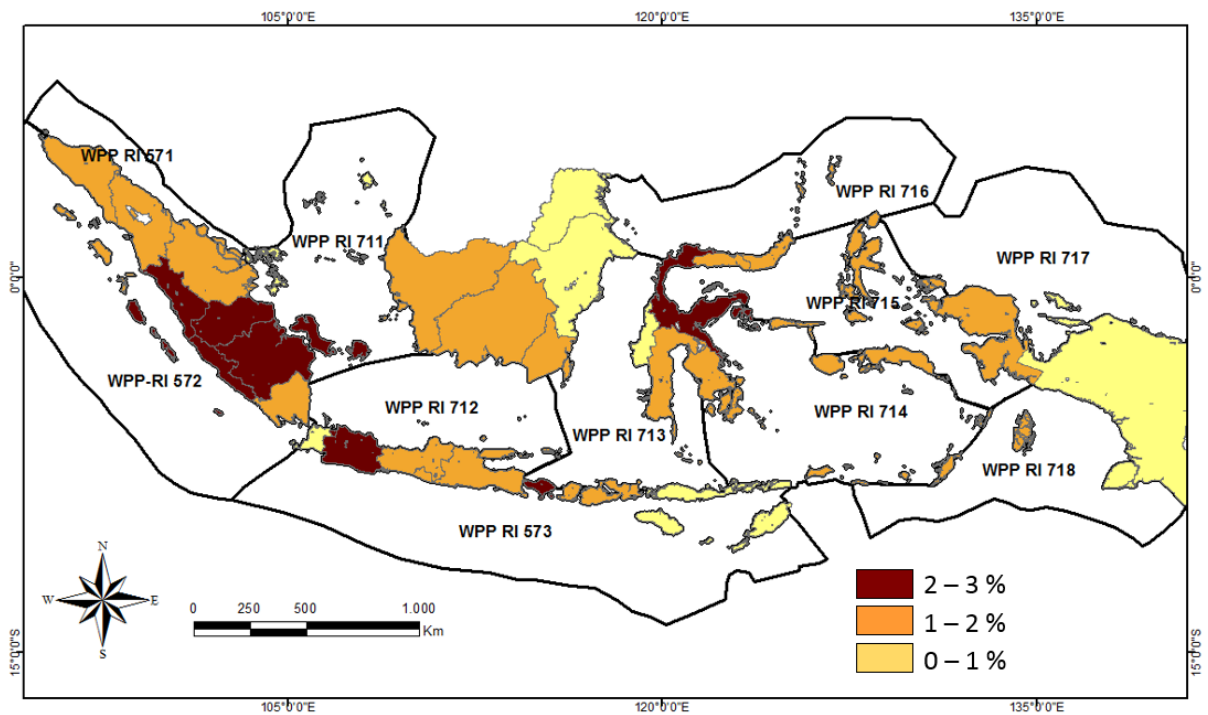 105°0'0"E 120°0'0"E 135°0'0"E
WPP RI 571
WPP RI 716
WPP RI 711
WPP RI 717
0°0'0" 0°0'0"
WPP RI 715
WPP-RI 572
WPP RI 712
WPP RI 714
WPP RI 713
WPP RI 718
WPP RI 573
N
W E
S
0 250 500 1.000
Km
2 – 3 %
1 – 2 %
0 – 1 %
15°0'0"S 15°0'0"S
105°0'0"E 120°0'0"E 135°0'0"E